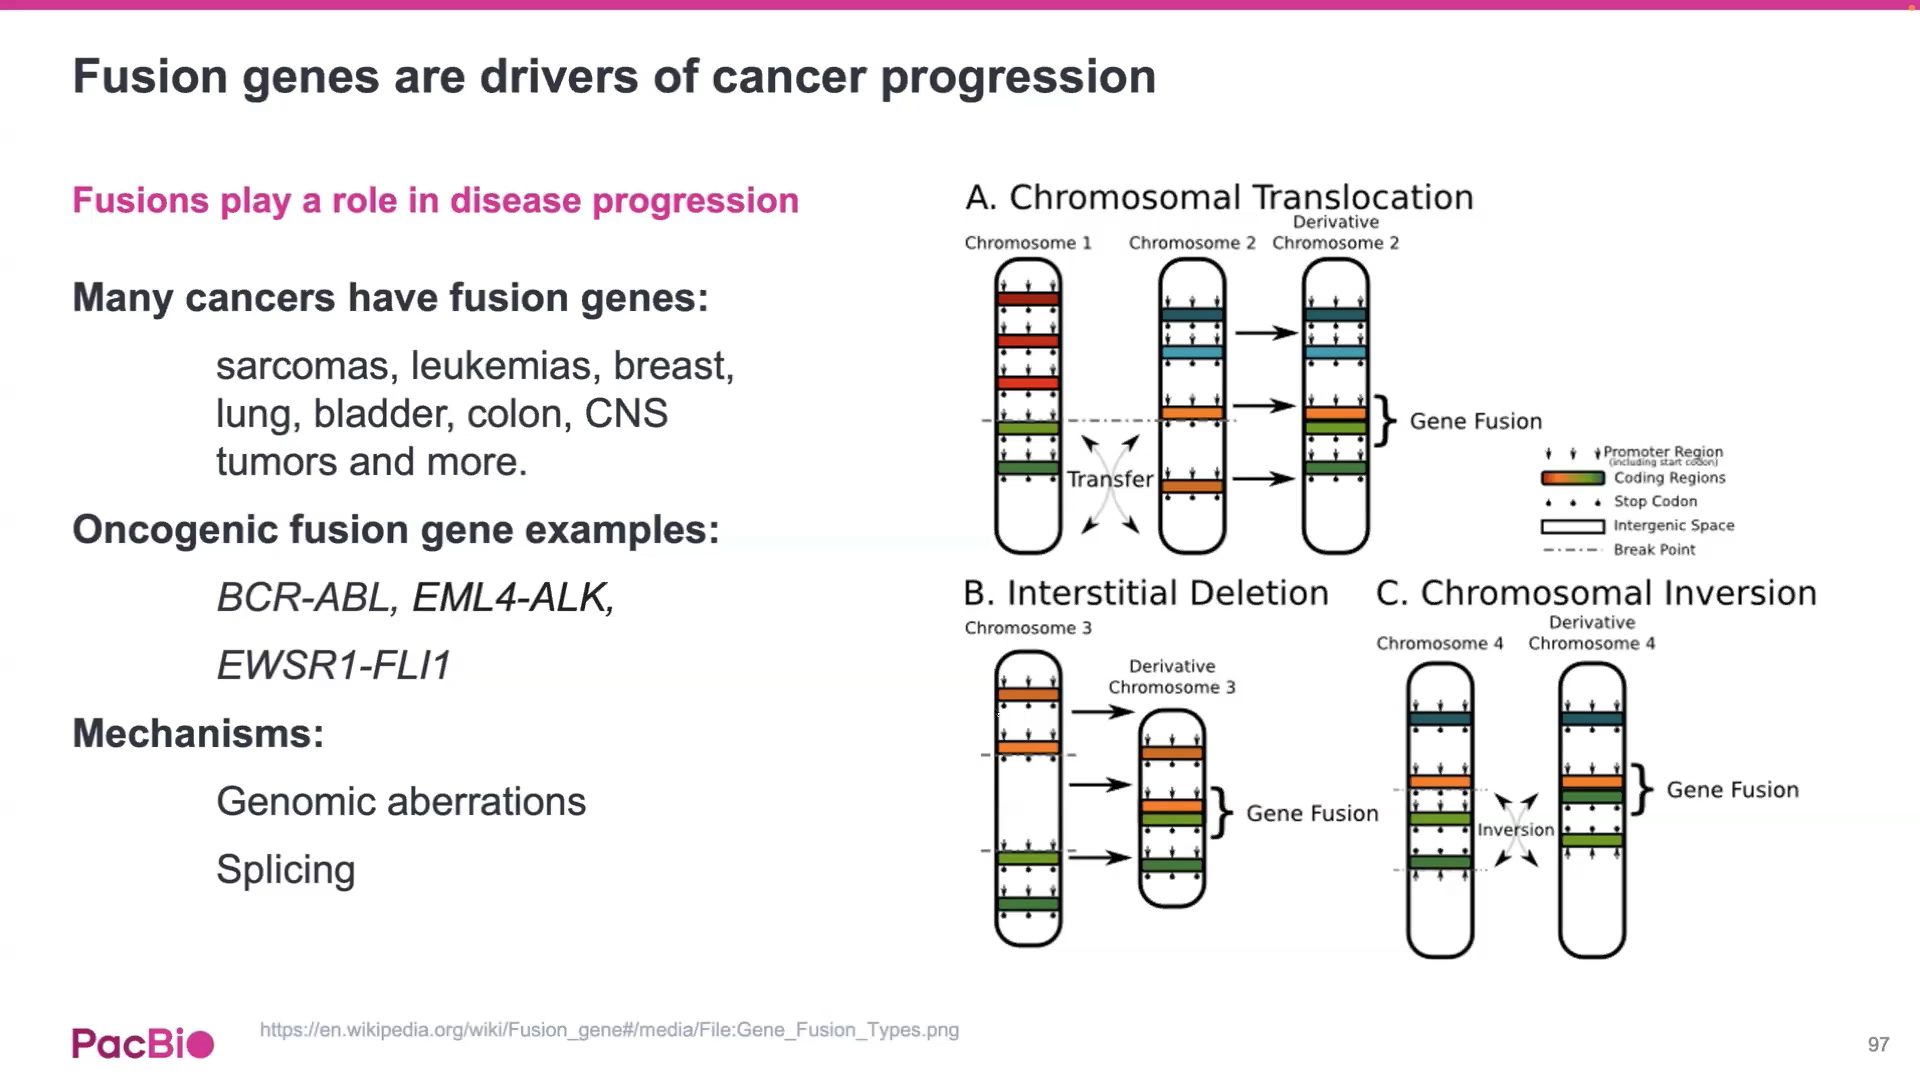 Fusion genes are drivers of cancer progression
Fusions play a role in disease progression
Many cancers have fusion genes:
sarcomas, leukemias, breast,
lung, bladder, colon, CNS
tumors and more.
Oncogenic fusion gene examples:
BCR-ABL, EML4-ALK,
EWSR1-FLI1
Mechanisms:
Genomic aberrations
Splicing
A. Chromosomal Translocation
Chromosome 1
Chromosome 2
Derivative
Chromosome 2
Transfer
Gene Fusion
Promoter Region
(including start codon)
Coding Regions
Stop Codon
Intergenic Space
Break Point
B. Interstitial Deletion
Chromosome 3
Derivative
Chromosome 3
Gene Fusion
C. Chromosomal Inversion
Chromosome 4
Derivative
Chromosome 4
Inversion
Gene Fusion
PacBio
https://en.wikipedia.org/wiki/Fusion_gene#/media/File:Gene_Fusion_Types.png
97